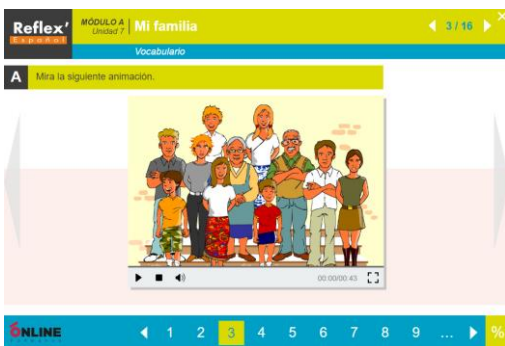 Reflex'
Español
MÓDULO A
Unidad 7
Mi familia
3 / 16
Vocabulario
A Mira la siguiente animación.
00:00/00:43
ONLINE
1 2 3 4 5 6 7 8 9 ... %